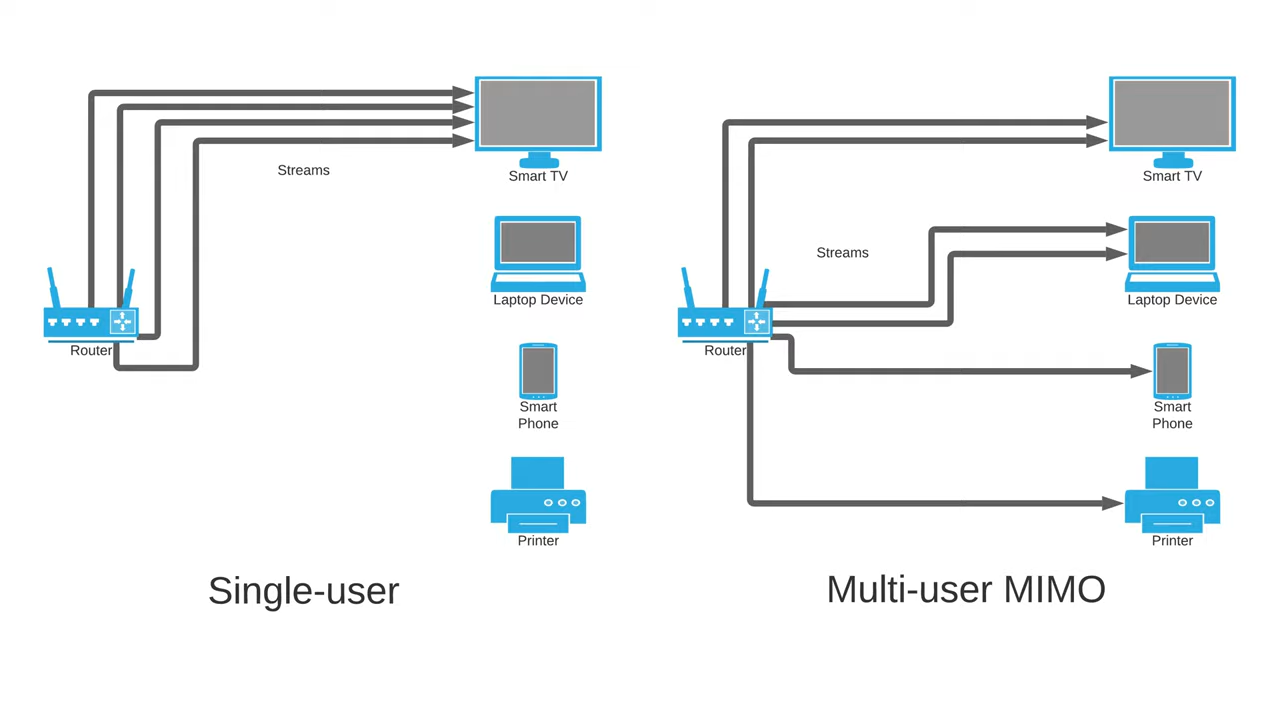 Streams
Smart TV
Laptop Device
Router
Smart
Phone
Printer
Single-user
Smart TV
Streams
Laptop Device
Router
Smart
Phone
Printer
Multi-user MIMO